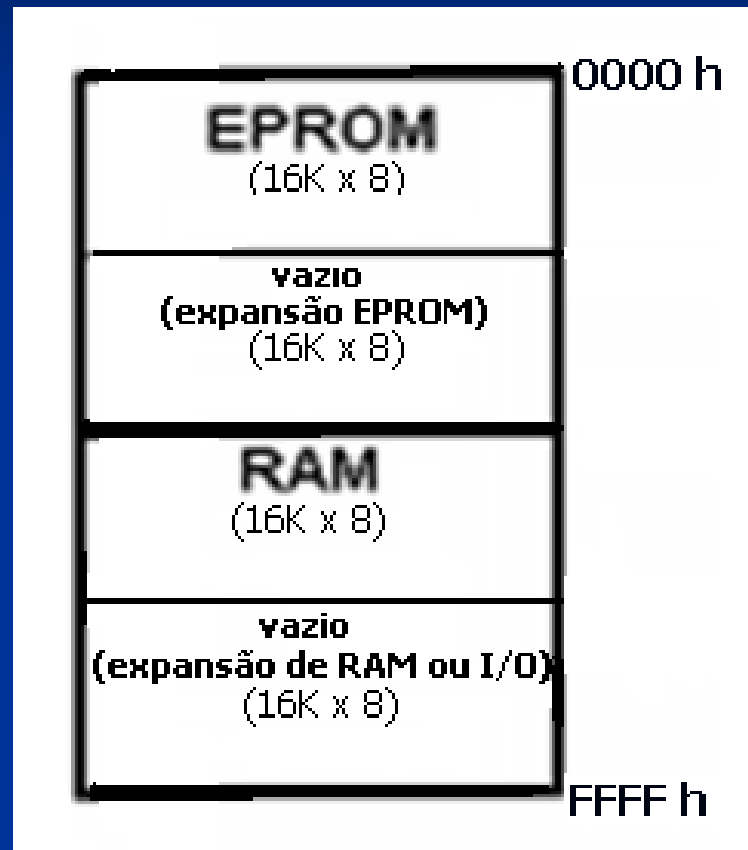 0000 h
EPROM
(16K x 8)
vazio
(expansão EPROM)
(16K x 8)
RAM
(16K x 8)
vazio
(expansão de RAM ou I/O)
(16K x 8)
FFFF h